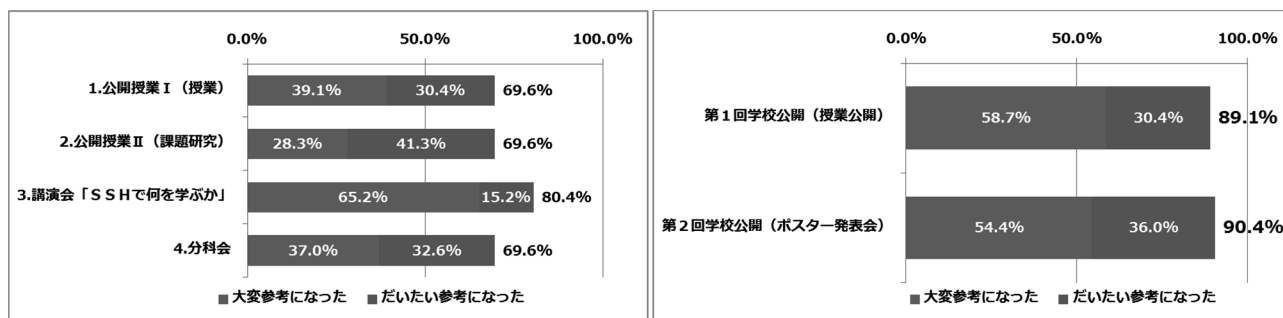 0.0% 50.0% 100.0%
1.公開授業Ⅰ（授業） 39.1% 30.4% 69.6%
2.公開授業Ⅱ（課題研究） 28.3% 41.3% 69.6%
3.講演会「ＳＳＨで何を学ぶか」 65.2% 15.2% 80.4%
4.分科会 37.0% 32.6% 69.6%
■大変参考になった ■だいたい参考になった
0.0% 50.0% 100.0%
第１回学校公開（授業公開） 58.7% 30.4% 89.1%
第２回学校公開（ポスター発表会） 54.4% 36.0% 90.4%
■大変参考になった ■だいたい参考になった